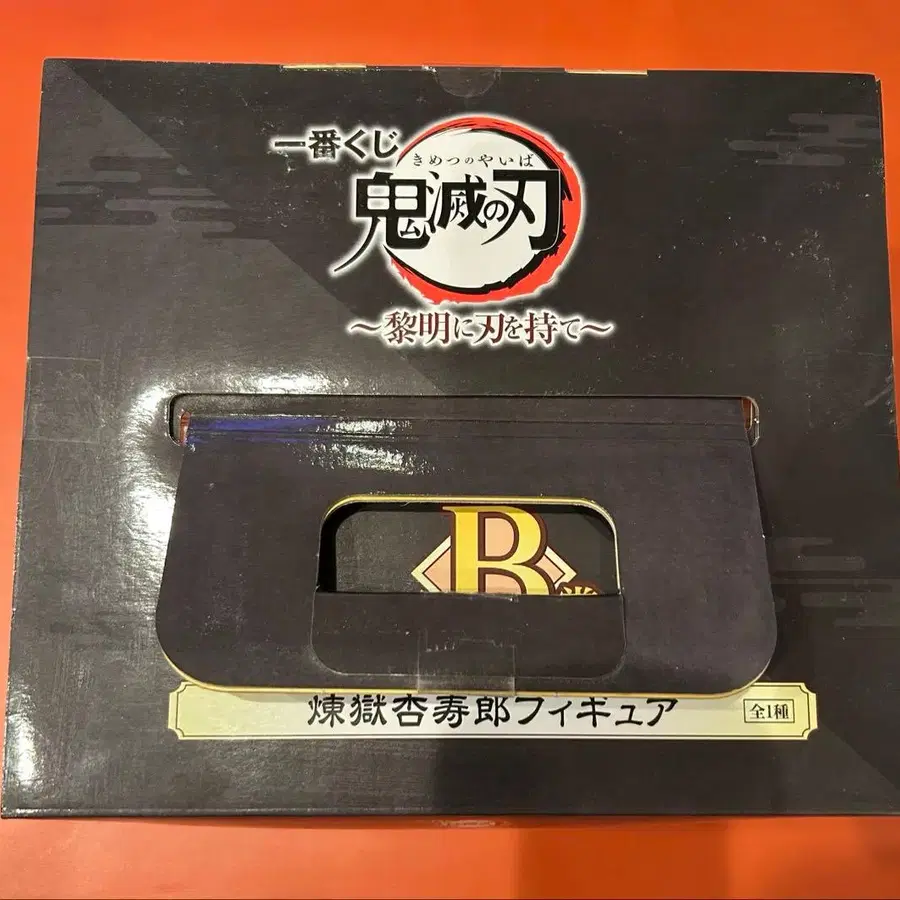 一番くじ
きめつのやいば
鬼滅の刃
～黎明に刃を持て～
B
煉獄杏寿郎フィギュア
全1種